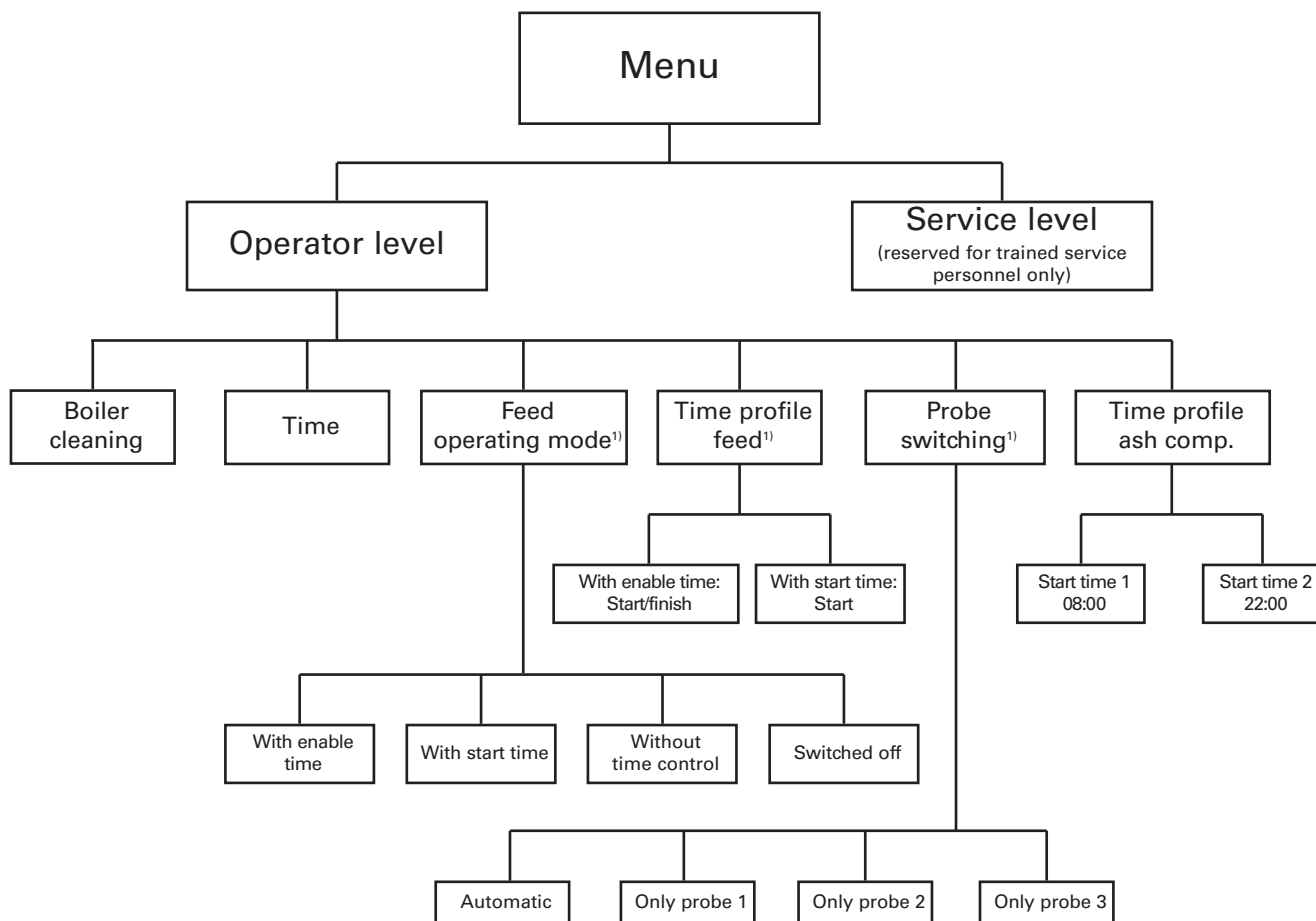 Menu
Operator level
Service level
(reserved for trained service
personnel only)
Boiler
cleaning
Time
Feed
operating mode¹⁾
Time profile
feed¹⁾
Probe
switching¹⁾
Time profile
ash comp.
With enable time:
Start/finish
With start time:
Start
Start time 1
08:00
Start time 2
22:00
With enable
time
With start time
Without
time control
Switched off
Automatic
Only probe 1
Only probe 2
Only probe 3